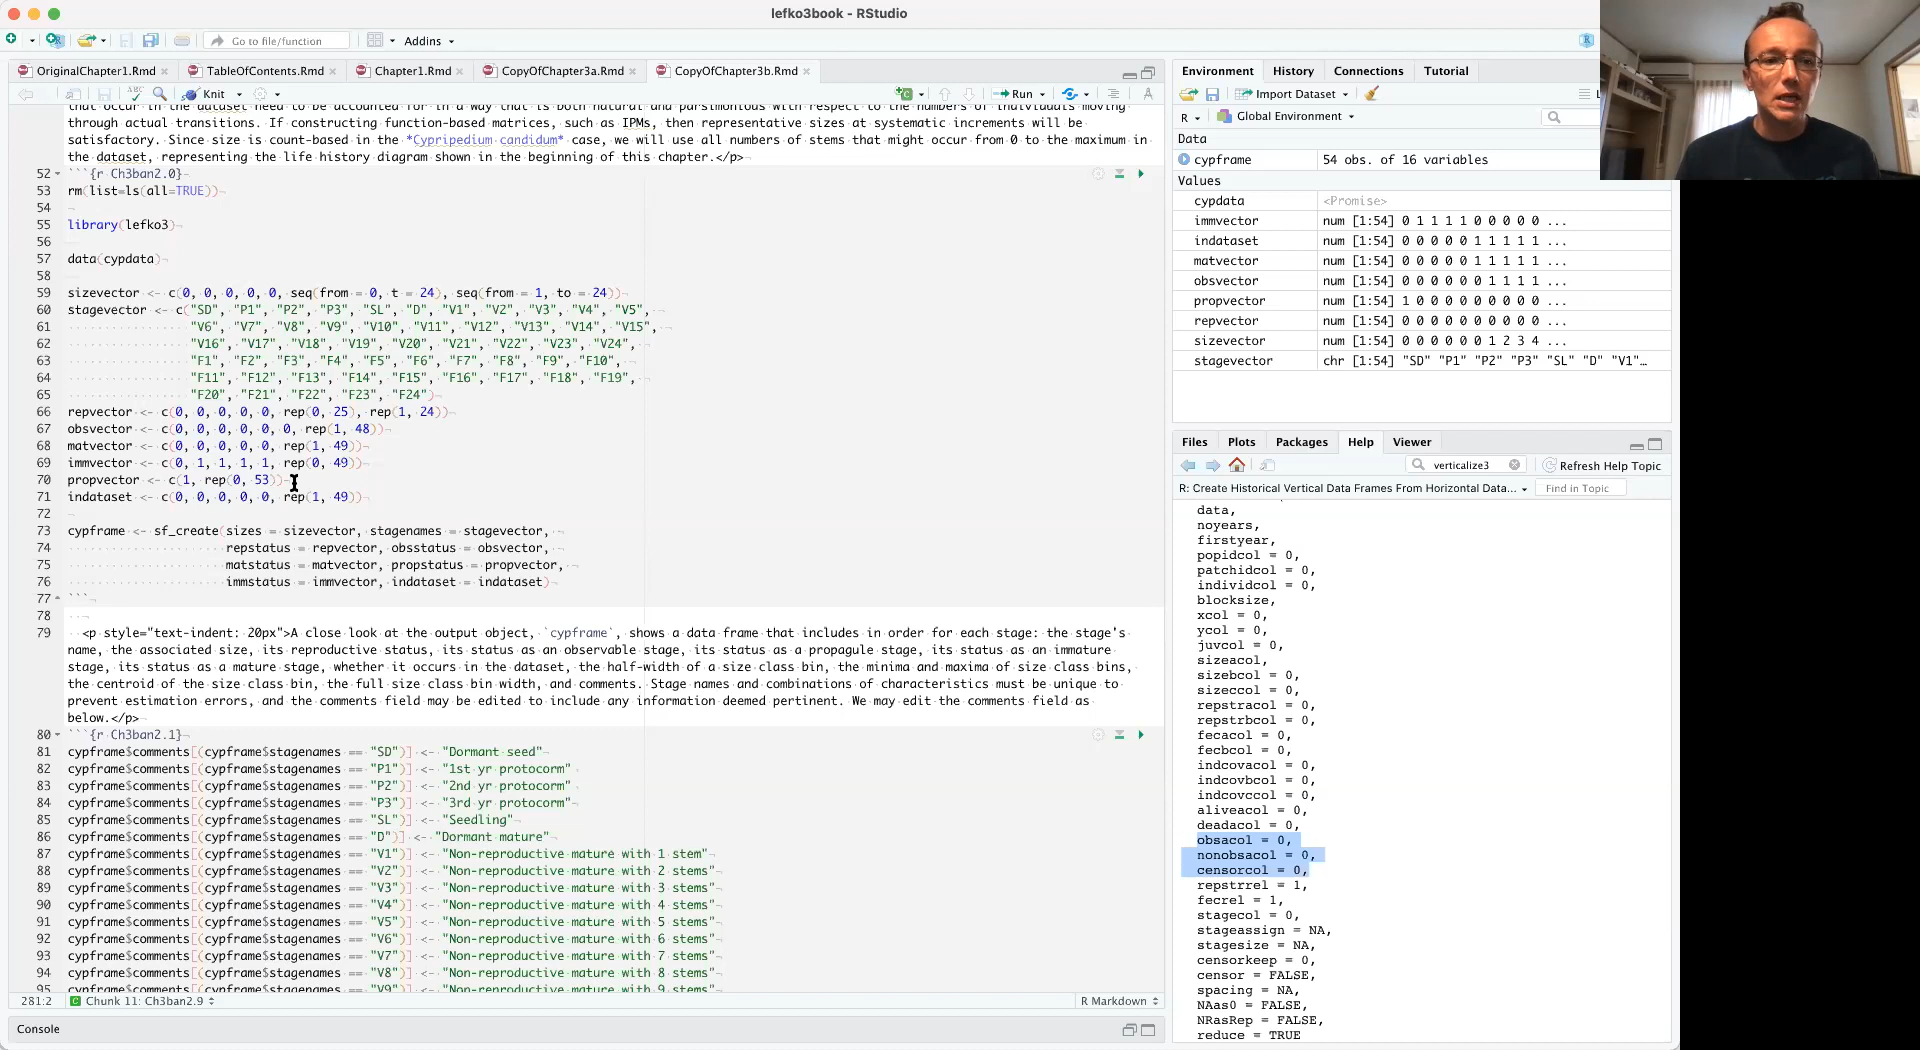 lefko3book - RStudio
Go to file/function
Addins
OriginalChapter1.Rmd
TableOfContents.Rmd
Chapter1.Rmd
CopyOfChapter3a.Rmd
CopyOfChapter3b.Rmd
Knit
Run
that occur in the dataset need to be accounted for in a way that is both natural and parsimonious with respect to the numbers of individuals moving
through actual transitions. If constructing function-based matrices, such as IPMs, then representative sizes at systematic increments will be
satisfactory. Since size is count-based in the *Cypripedium candidum* case, we will use all numbers of stems that might occur from 0 to the maximum in
the dataset, representing the life history diagram shown in the beginning of this chapter.</p>
52 ```{r Ch3ban2.0}
53 rm(list=ls(all=TRUE))
54
55 library(lefko3)
56
57 data(cypdata)
58
59 sizevector <- c(0, 0, 0, 0, 0, seq(from = 0, t = 24), seq(from = 1, to = 24))
60 stagevector <- c("SD", "P1", "P2", "P3", "SL", "D", "V1", "V2", "V3", "V4", "V5",
61 "V6", "V7", "V8", "V9", "V10", "V11", "V12", "V13", "V14", "V15",
62 "V16", "V17", "V18", "V19", "V20", "V21", "V22", "V23", "V24",
63 "F1", "F2", "F3", "F4", "F5", "F6", "F7", "F8", "F9", "F10",
64 "F11", "F12", "F13", "F14", "F15", "F16", "F17", "F18", "F19",
65 "F20", "F21", "F22", "F23", "F24")
66 repvector <- c(0, 0, 0, 0, 0, rep(0, 25), rep(1, 24))
67 obsvector <- c(0, 0, 0, 0, 0, 0, rep(1, 48))
68 matvector <- c(0, 0, 0, 0, 0, rep(1, 49))
69 immvector <- c(0, 1, 1, 1, 1, rep(0, 49))
70 propvector <- c(1, rep(0, 53))
71 indataset <- c(0, 0, 0, 0, 0, rep(1, 49))
72
73 cypframe <- sf_create(sizes = sizevector, stagenames = stagevector,
74 repstatus = repvector, obsstatus = obsvector,
75 matstatus = matvector, propstatus = propvector,
76 immstatus = immvector, indataset = indataset)
77 ```
78
79 <p style="text-indent: 20px">A close look at the output object, `cypframe`, shows a data frame that includes in order for each stage: the stage's
name, the associated size, its reproductive status, its status as an observable stage, its status as a propagule stage, its status as an immature
stage, its status as a mature stage, whether it occurs in the dataset, the half-width of a size class bin, the minima and maxima of size class bins,
the centroid of the size class bin, the full size class bin width, and comments. Stage names and combinations of characteristics must be unique to
prevent estimation errors, and the comments field may be edited to include any information deemed pertinent. We may edit the comments field as
below.</p>
80 ```{r Ch3ban2.1}
81 cypframe$comments[(cypframe$stagenames == "SD")] <- "Dormant seed"
82 cypframe$comments[(cypframe$stagenames == "P1")] <- "1st yr protocorm"
83 cypframe$comments[(cypframe$stagenames == "P2")] <- "2nd yr protocorm"
84 cypframe$comments[(cypframe$stagenames == "P3")] <- "3rd yr protocorm"
85 cypframe$comments[(cypframe$stagenames == "SL")] <- "Seedling"
86 cypframe$comments[(cypframe$stagenames == "D")] <- "Dormant mature"
87 cypframe$comments[(cypframe$stagenames == "V1")] <- "Non-reproductive mature with 1 stem"
88 cypframe$comments[(cypframe$stagenames == "V2")] <- "Non-reproductive mature with 2 stems"
89 cypframe$comments[(cypframe$stagenames == "V3")] <- "Non-reproductive mature with 3 stems"
90 cypframe$comments[(cypframe$stagenames == "V4")] <- "Non-reproductive mature with 4 stems"
91 cypframe$comments[(cypframe$stagenames == "V5")] <- "Non-reproductive mature with 5 stems"
92 cypframe$comments[(cypframe$stagenames == "V6")] <- "Non-reproductive mature with 6 stems"
93 cypframe$comments[(cypframe$stagenames == "V7")] <- "Non-reproductive mature with 7 stems"
94 cypframe$comments[(cypframe$stagenames == "V8")] <- "Non-reproductive mature with 8 stems"
95 cypframe$comments[(cypframe$stagenames == "V9")] <- "Non-reproductive mature with 9 stems"
281:2 Chunk 11: Ch3ban2.9 R Markdown
Console
Environment History Connections Tutorial
Import Dataset
R Global Environment
Data
cypframe 54 obs. of 16 variables
Values
cypdata <Promise>
immvector num [1:54] 0 1 1 1 1 0 0 0 0 0 ...
indataset num [1:54] 0 0 0 0 0 1 1 1 1 1 ...
matvector num [1:54] 0 0 0 0 0 1 1 1 1 1 ...
obsvector num [1:54] 0 0 0 0 0 0 1 1 1 1 ...
propvector num [1:54] 1 0 0 0 0 0 0 0 0 0 ...
repvector num [1:54] 0 0 0 0 0 0 0 0 0 0 ...
sizevector num [1:54] 0 0 0 0 0 0 1 2 3 4 ...
stagevector chr [1:54] "SD" "P1" "P2" "P3" "SL" "D" "V1"...
Files Plots Packages Help Viewer
verticalize3
Refresh Help Topic
R: Create Historical Vertical Data Frames From Horizontal Data...
Find in Topic
data,
noyears,
firstyear,
popidcol = 0,
patchidcol = 0,
individcol = 0,
blocksize,
xcol = 0,
ycol = 0,
juvcol = 0,
sizeacol,
sizebcol = 0,
sizeccol = 0,
repstracol = 0,
repstrbcol = 0,
fecacol = 0,
fecbcol = 0,
indcovacol = 0,
indcovbcol = 0,
indcovccol = 0,
aliveacol = 0,
deadacol = 0,
obsacol = 0,
nonobsacol = 0,
censorcol = 0,
repstrrel = 1,
fecrel = 1,
stagecol = 0,
stageassign = NA,
stagesize = NA,
censorkeep = 0,
censor = FALSE,
spacing = NA,
NAas0 = FALSE,
NRasRep = FALSE,
reduce = TRUE